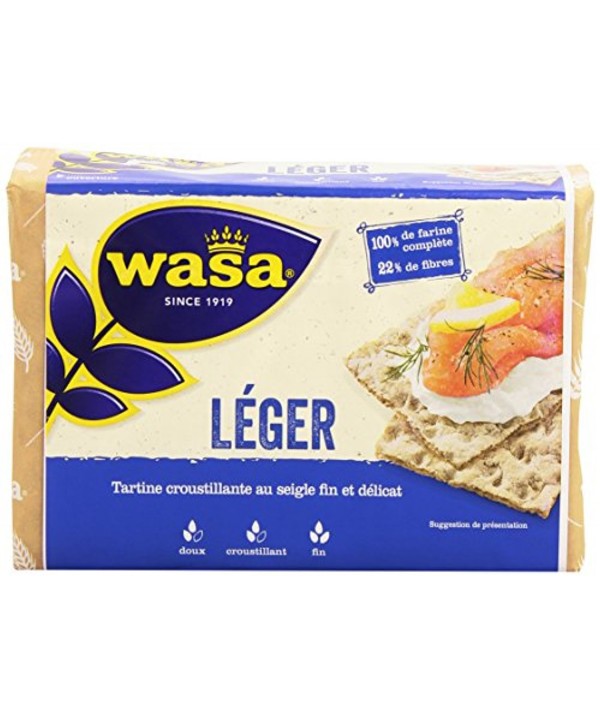 LÉGER
wasa®
SINCE 1919
100% de farine
complète
22% de fibres
LÉGER
Tartine croustillante au seigle fin et délicat
doux
croustillant
fin
Suggestion de présentation